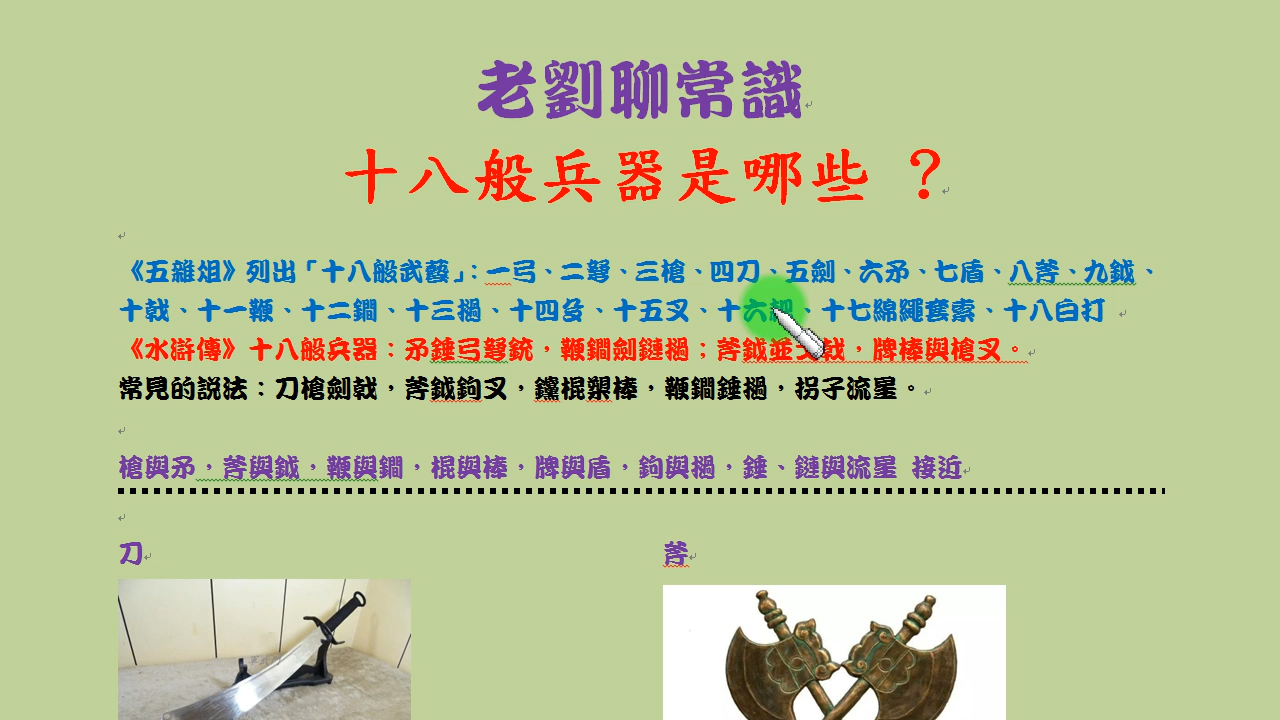 老劉聊常識
十八般兵器是哪些 ?
《五雜俎》列出「十八般武藝」：一弓、二弩、三槍、四刀、五劍、六矛、七盾、八斧、九鉞、
十戟、十一鞭、十二鐧、十三撾、十四殳、十五叉、十六杷、十七綿繩套索、十八白打
《水滸傳》十八般兵器：矛錘弓弩銃，鞭鐧劍鏈撾；斧鉞並戈戟，牌棒與槍叉。
常見的說法：刀槍劍戟，斧鉞鉤叉，钂棍槊棒，鞭鐧錘撾，拐子流星。
槍與矛，斧與鉞，鞭與鐧，棍與棒，牌與盾，鉤與撾，錘、鏈與流星 接近
刀
斧